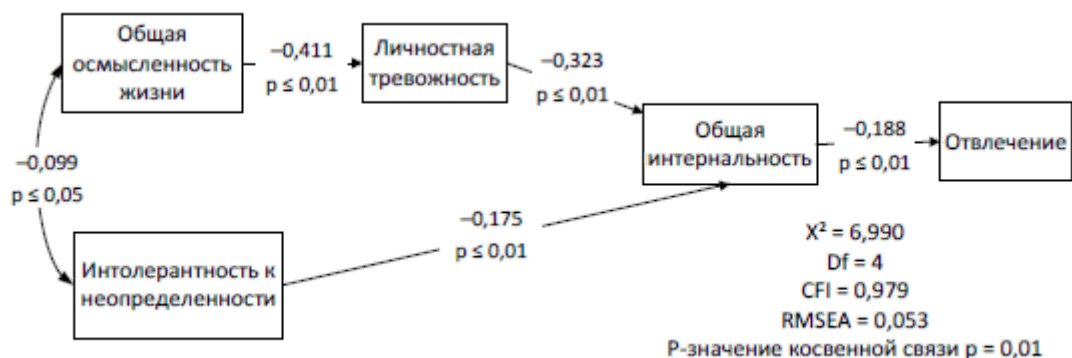 Общая
осмысленность
жизни
–0,411
p ≤ 0,01
Личностная
тревожность
–0,323
p ≤ 0,01
Общая
интернальность
–0,188
p ≤ 0,01
Отвлечение
–0,099
p ≤ 0,05
Интолерантность к
неопределенности
–0,175
p ≤ 0,01
X² = 6,990
Df = 4
CFI = 0,979
RMSEA = 0,053
P-значение косвенной связи p = 0,01